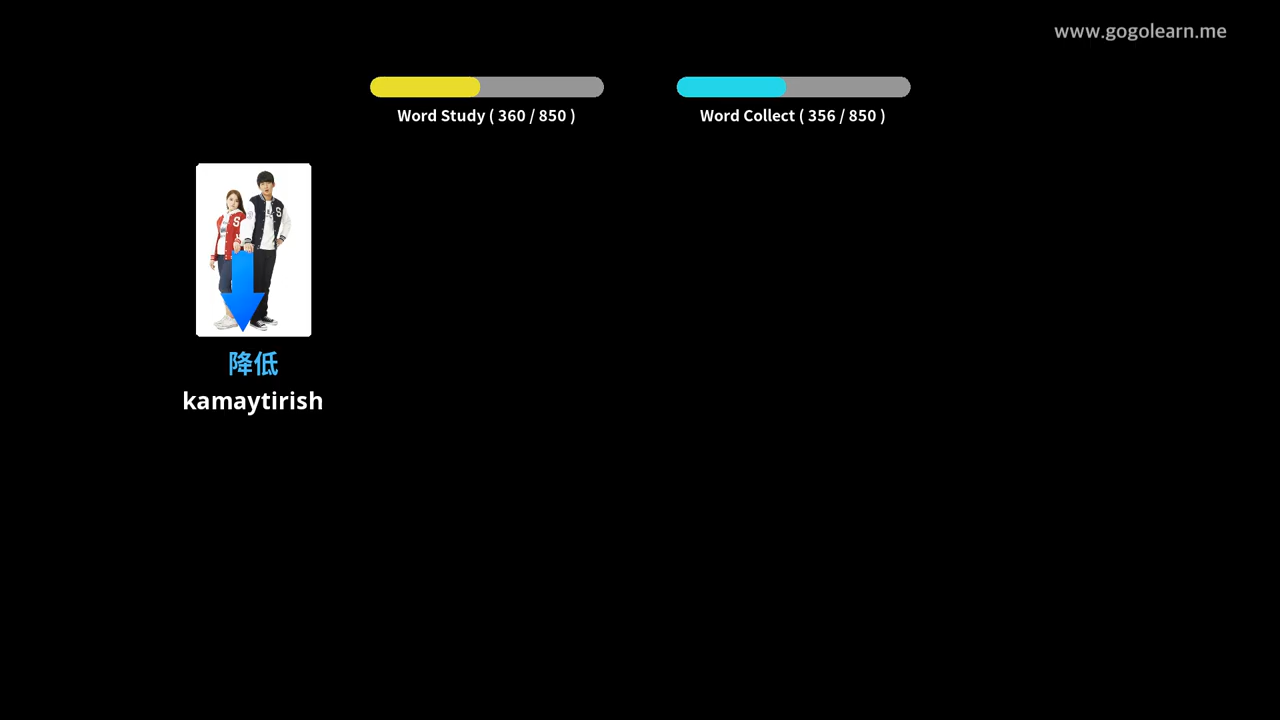 www.gogolearn.me
Word Study ( 360 / 850 )
Word Collect ( 356 / 850 )
S
S
降低
kamaytirish